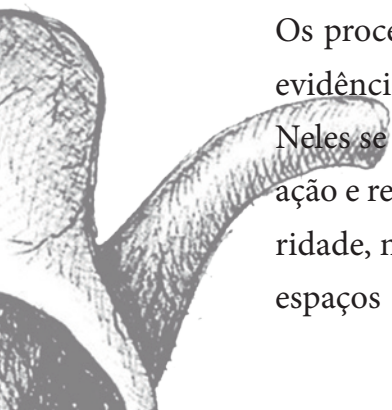 Os proce
evidênci
Neles se
ação e re
ridade, n
espaços